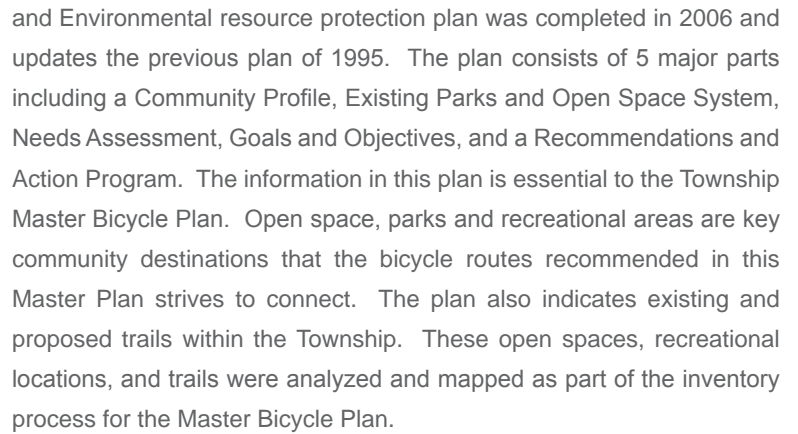 and Environmental resource protection plan was completed in 2006 and
updates the previous plan of 1995.  The plan consists of 5 major parts
including a Community Profile, Existing Parks and Open Space System,
Needs Assessment, Goals and Objectives, and a Recommendations and
Action Program.  The information in this plan is essential to the Township
Master Bicycle Plan.  Open space, parks and recreational areas are key
community destinations that the bicycle routes recommended in this
Master Plan strives to connect.  The plan also indicates existing and
proposed trails within the Township.  These open spaces, recreational
locations, and trails were analyzed and mapped as part of the inventory
process for the Master Bicycle Plan.